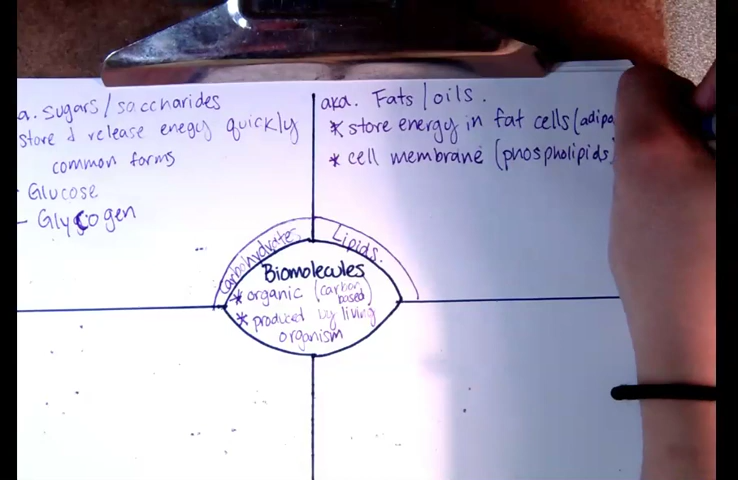 a. sugars / saccharides
store & release enegy quickly
common forms
- Glucose
- Glycogen
aka. Fats / oils.
* store energy in fat cells (adipo
* cell membrane (phospholipids
Carbohydrates
Lipids.
Biomolecules
* organic (carbon based)
* produced by living
organism